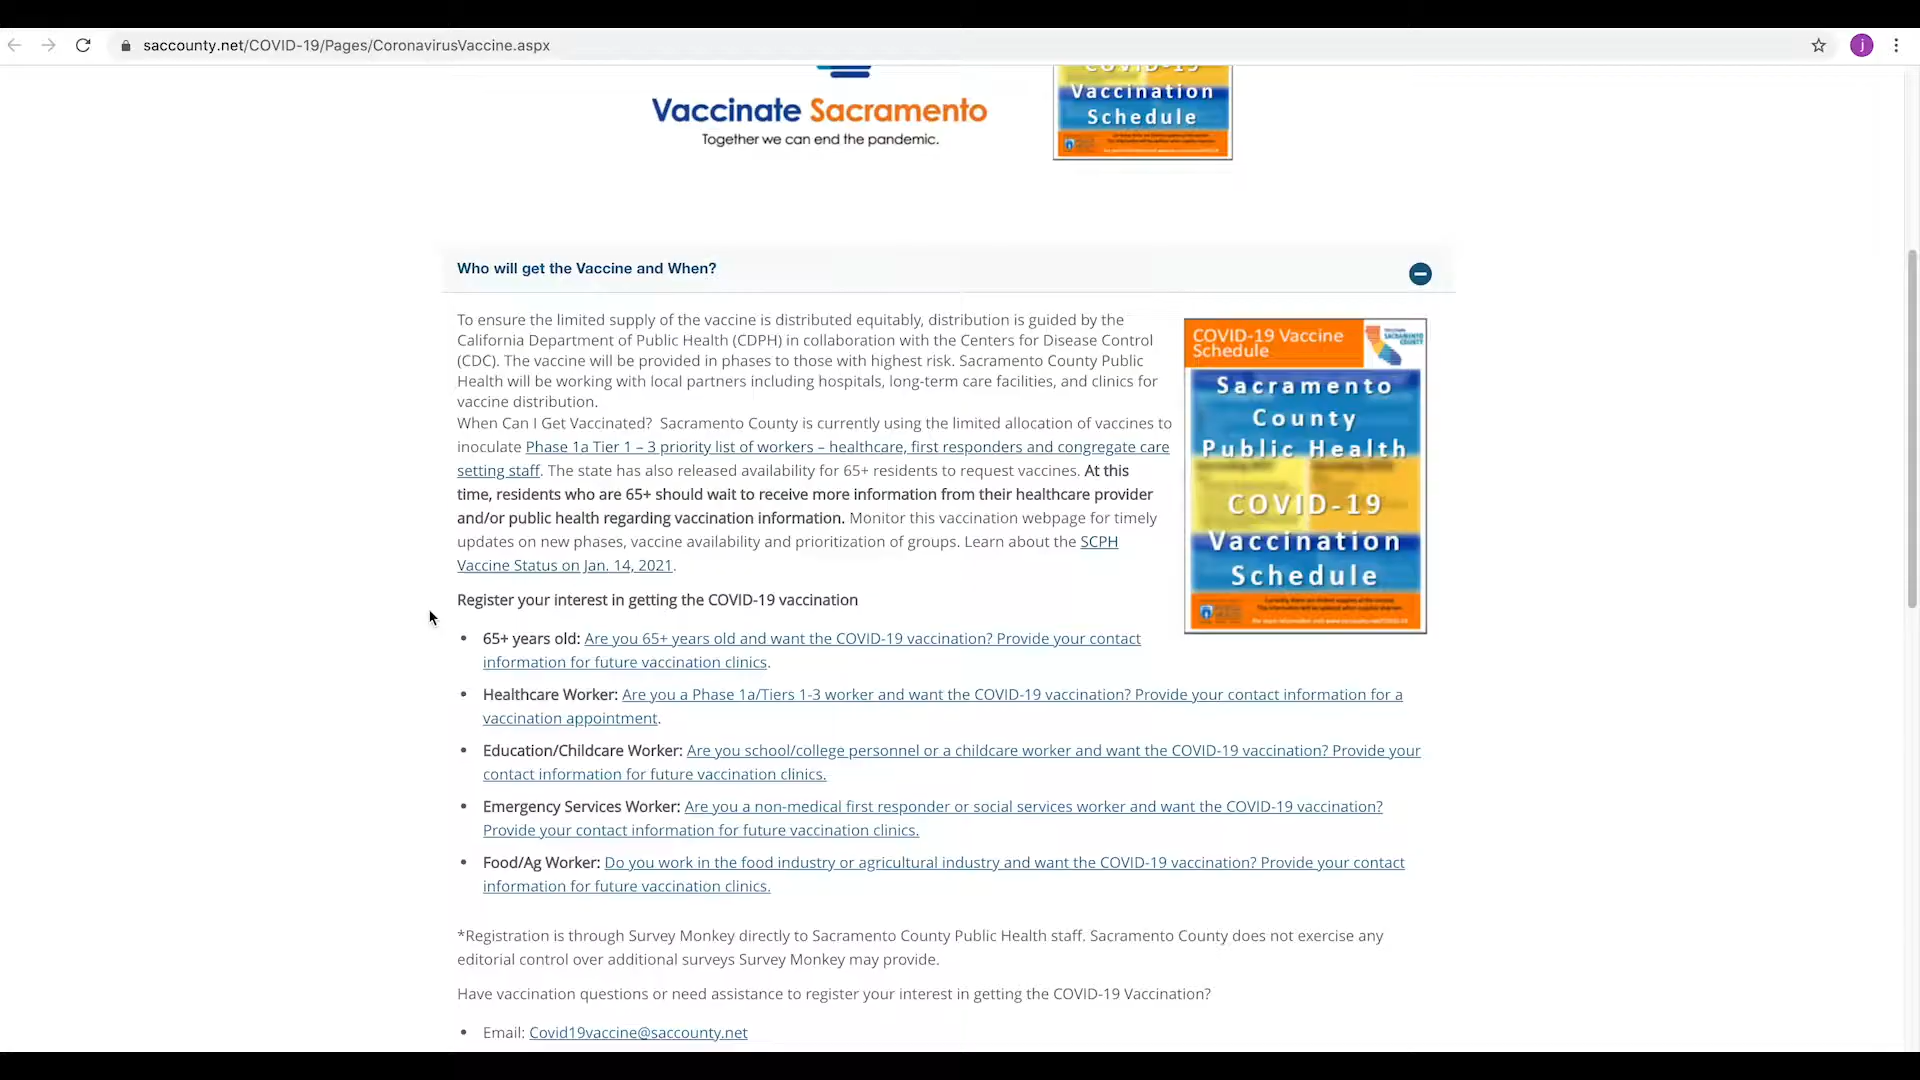 saccounty.net/COVID-19/Pages/CoronavirusVaccine.aspx
j
Vaccinate Sacramento
Together we can end the pandemic.
COVID-19
Vaccination
Schedule
Who will get the Vaccine and When?
To ensure the limited supply of the vaccine is distributed equitably, distribution is guided by the
California Department of Public Health (CDPH) in collaboration with the Centers for Disease Control
(CDC). The vaccine will be provided in phases to those with highest risk. Sacramento County Public
Health will be working with local partners including hospitals, long-term care facilities, and clinics for
vaccine distribution.
When Can I Get Vaccinated?  Sacramento County is currently using the limited allocation of vaccines to
inoculate Phase 1a Tier 1 – 3 priority list of workers – healthcare, first responders and congregate care
setting staff. The state has also released availability for 65+ residents to request vaccines. At this
time, residents who are 65+ should wait to receive more information from their healthcare provider
and/or public health regarding vaccination information. Monitor this vaccination webpage for timely
updates on new phases, vaccine availability and prioritization of groups. Learn about the SCPH
Vaccine Status on Jan. 14, 2021.
COVID-19 Vaccine
Schedule
SACRAMENTO
COUNTY
Sacramento
County
Public Health
COVID-19
Vaccination
Schedule
Register your interest in getting the COVID-19 vaccination
• 65+ years old: Are you 65+ years old and want the COVID-19 vaccination? Provide your contact
information for future vaccination clinics.
• Healthcare Worker: Are you a Phase 1a/Tiers 1-3 worker and want the COVID-19 vaccination? Provide your contact information for a
vaccination appointment.
• Education/Childcare Worker: Are you school/college personnel or a childcare worker and want the COVID-19 vaccination? Provide your
contact information for future vaccination clinics.
• Emergency Services Worker: Are you a non-medical first responder or social services worker and want the COVID-19 vaccination?
Provide your contact information for future vaccination clinics.
• Food/Ag Worker: Do you work in the food industry or agricultural industry and want the COVID-19 vaccination? Provide your contact
information for future vaccination clinics.
*Registration is through Survey Monkey directly to Sacramento County Public Health staff. Sacramento County does not exercise any
editorial control over additional surveys Survey Monkey may provide.
Have vaccination questions or need assistance to register your interest in getting the COVID-19 Vaccination?
• Email: Covid19vaccine@saccounty.net